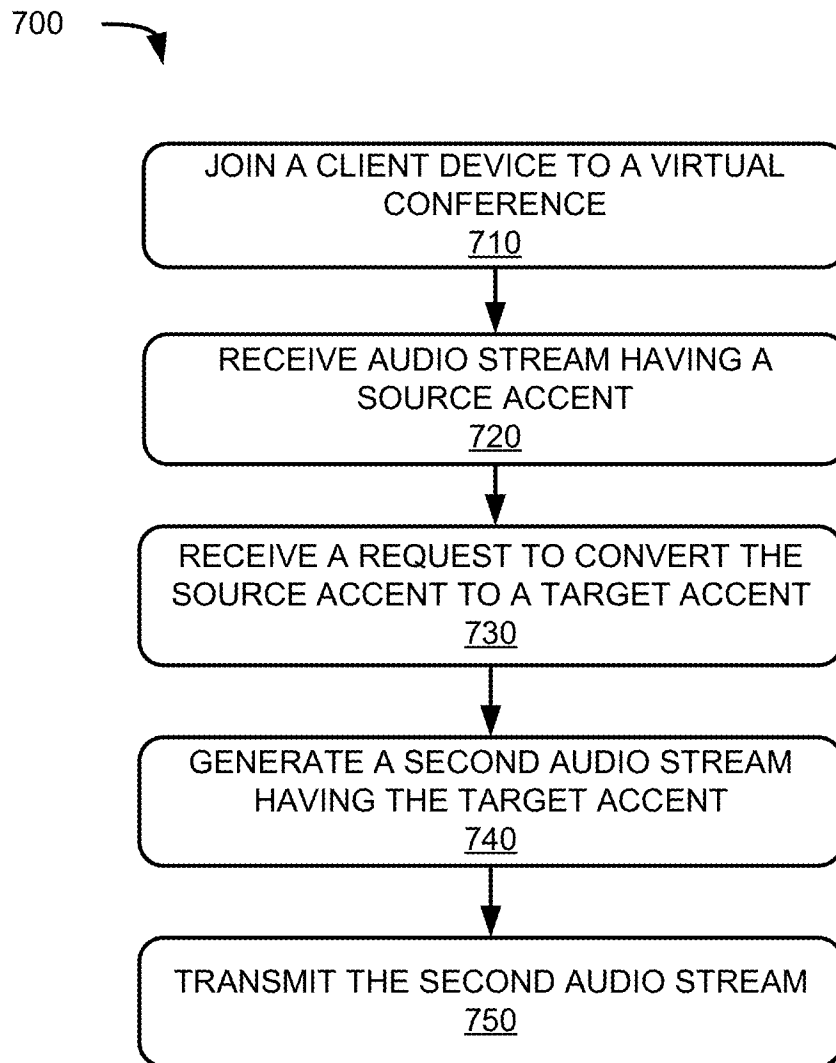 700
JOIN A CLIENT DEVICE TO A VIRTUAL
CONFERENCE
710
RECEIVE AUDIO STREAM HAVING A
SOURCE ACCENT
720
RECEIVE A REQUEST TO CONVERT THE
SOURCE ACCENT TO A TARGET ACCENT
730
GENERATE A SECOND AUDIO STREAM
HAVING THE TARGET ACCENT
740
TRANSMIT THE SECOND AUDIO STREAM
750